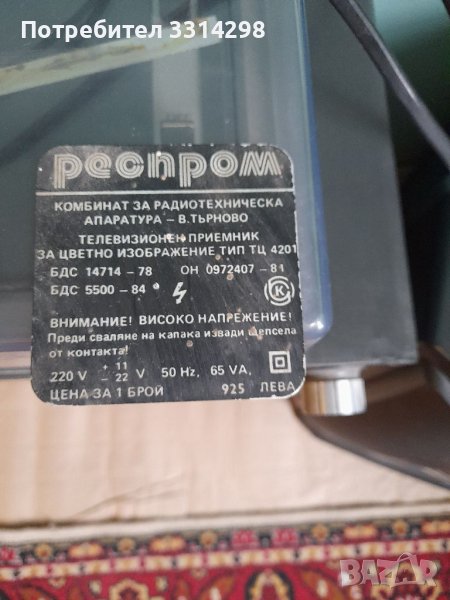 Потребител 3314298
респром
КОМБИНАТ ЗА РАДИОТЕХНИЧЕСКА
АПАРАТУРА – В.ТЪРНОВО
ТЕЛЕВИЗИОНЕН ПРИЕМНИК
ЗА ЦВЕТНО ИЗОБРАЖЕНИЕ ТИП ТЦ 4201
БДС 14714 – 78 ОН 0972407 – 81
БДС 5500 – 84
К
ВНИМАНИЕ! ВИСОКО НАПРЕЖЕНИЕ!
Преди сваляне на капака извади щепсела
от контакта!
220 V + 11 − 22 V 50 Hz, 65 VA,
ЦЕНА ЗА 1 БРОЙ 925 ЛЕВА
BAZAR